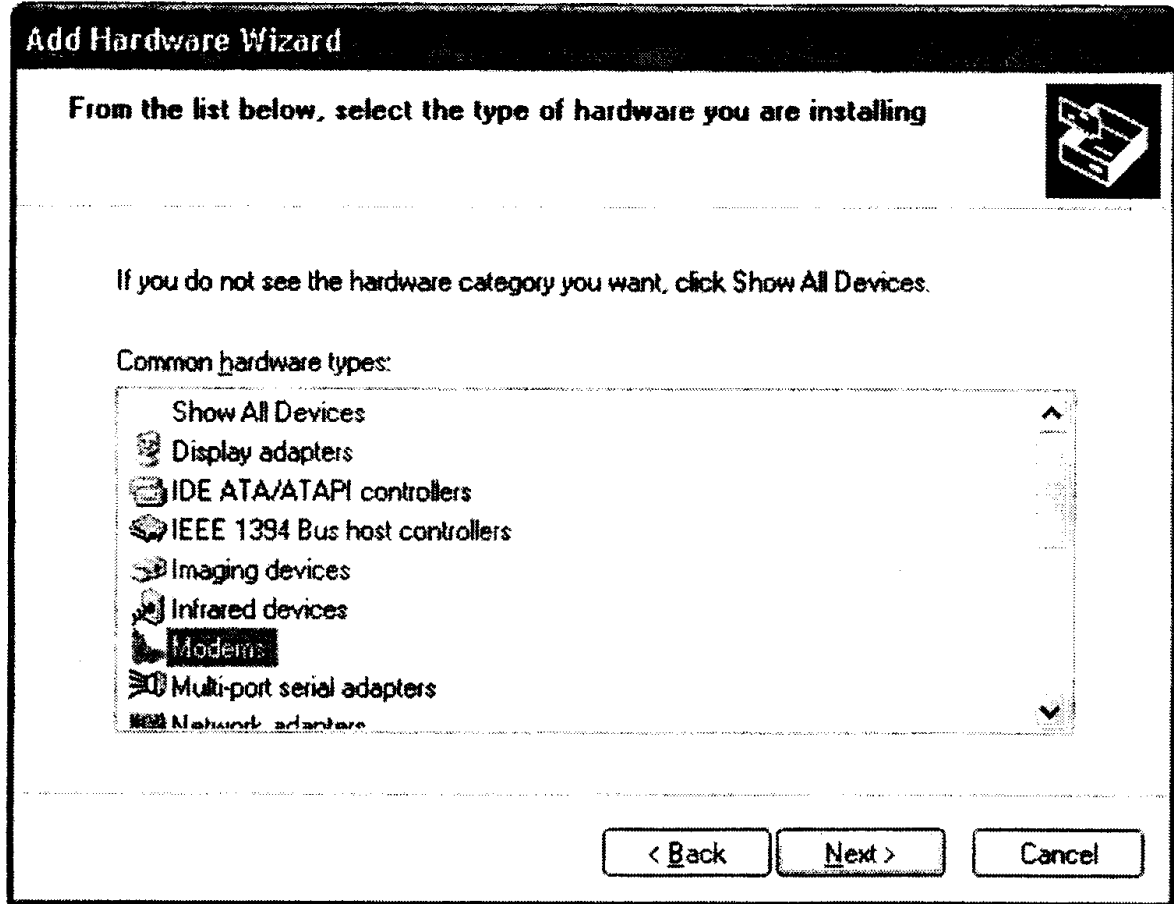 Add Hardware Wizard
From the list below, select the type of hardware you are installing
If you do not see the hardware category you want, click Show All Devices.
Common hardware types:
Show All Devices
Display adapters
IDE ATA/ATAPI controllers
IEEE 1394 Bus host controllers
Imaging devices
Infrared devices
Modems
Multi-port serial adapters
Network adapters
< Back
Next >
Cancel